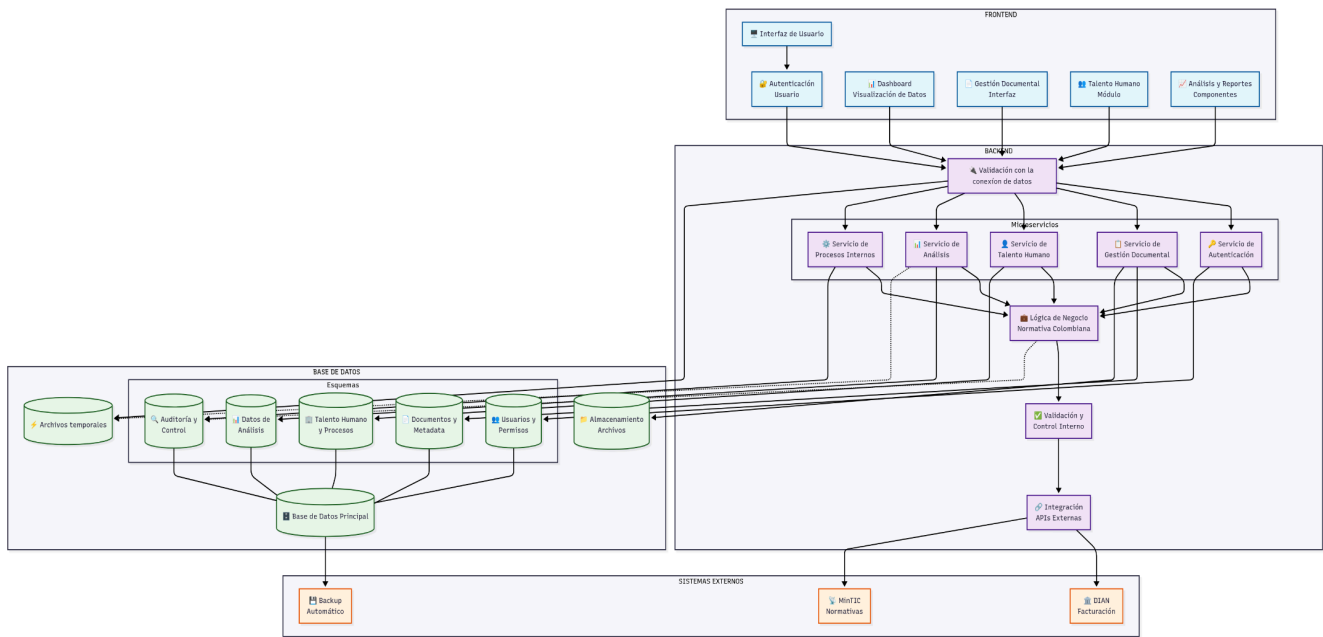 FRONTEND
🖥️ Interfaz de Usuario
🔐 Autenticación
Usuario
📊 Dashboard
Visualización de Datos
📄 Gestión Documental
Interfaz
👥 Talento Humano
Módulo
📈 Análisis y Reportes
Componentes
BACKEND
🔌 Validación con la
conexíon de datos
Microservicios
⚙️ Servicio de
Procesos Internos
📊 Servicio de
Análisis
👤 Servicio de
Talento Humano
📋 Servicio de
Gestión Documental
🔑 Servicio de
Autenticación
💼 Lógica de Negocio
Normativa Colombiana
BASE DE DATOS
Esquemas
⚡ Archivos temporales
🔍 Auditoría y
Control
📊 Datos de
Análisis
🏢 Talento Humano
y Procesos
📄 Documentos y
Metadata
👥 Usuarios y
Permisos
📁 Almacenamiento
Archivos
✅ Validación y
Control Interno
🗄️ Base de Datos Principal
🔗 Integración
APIs Externas
SISTEMAS EXTERNOS
💾 Backup
Automático
📡 MinTIC
Normativas
🏛️ DIAN
Facturación